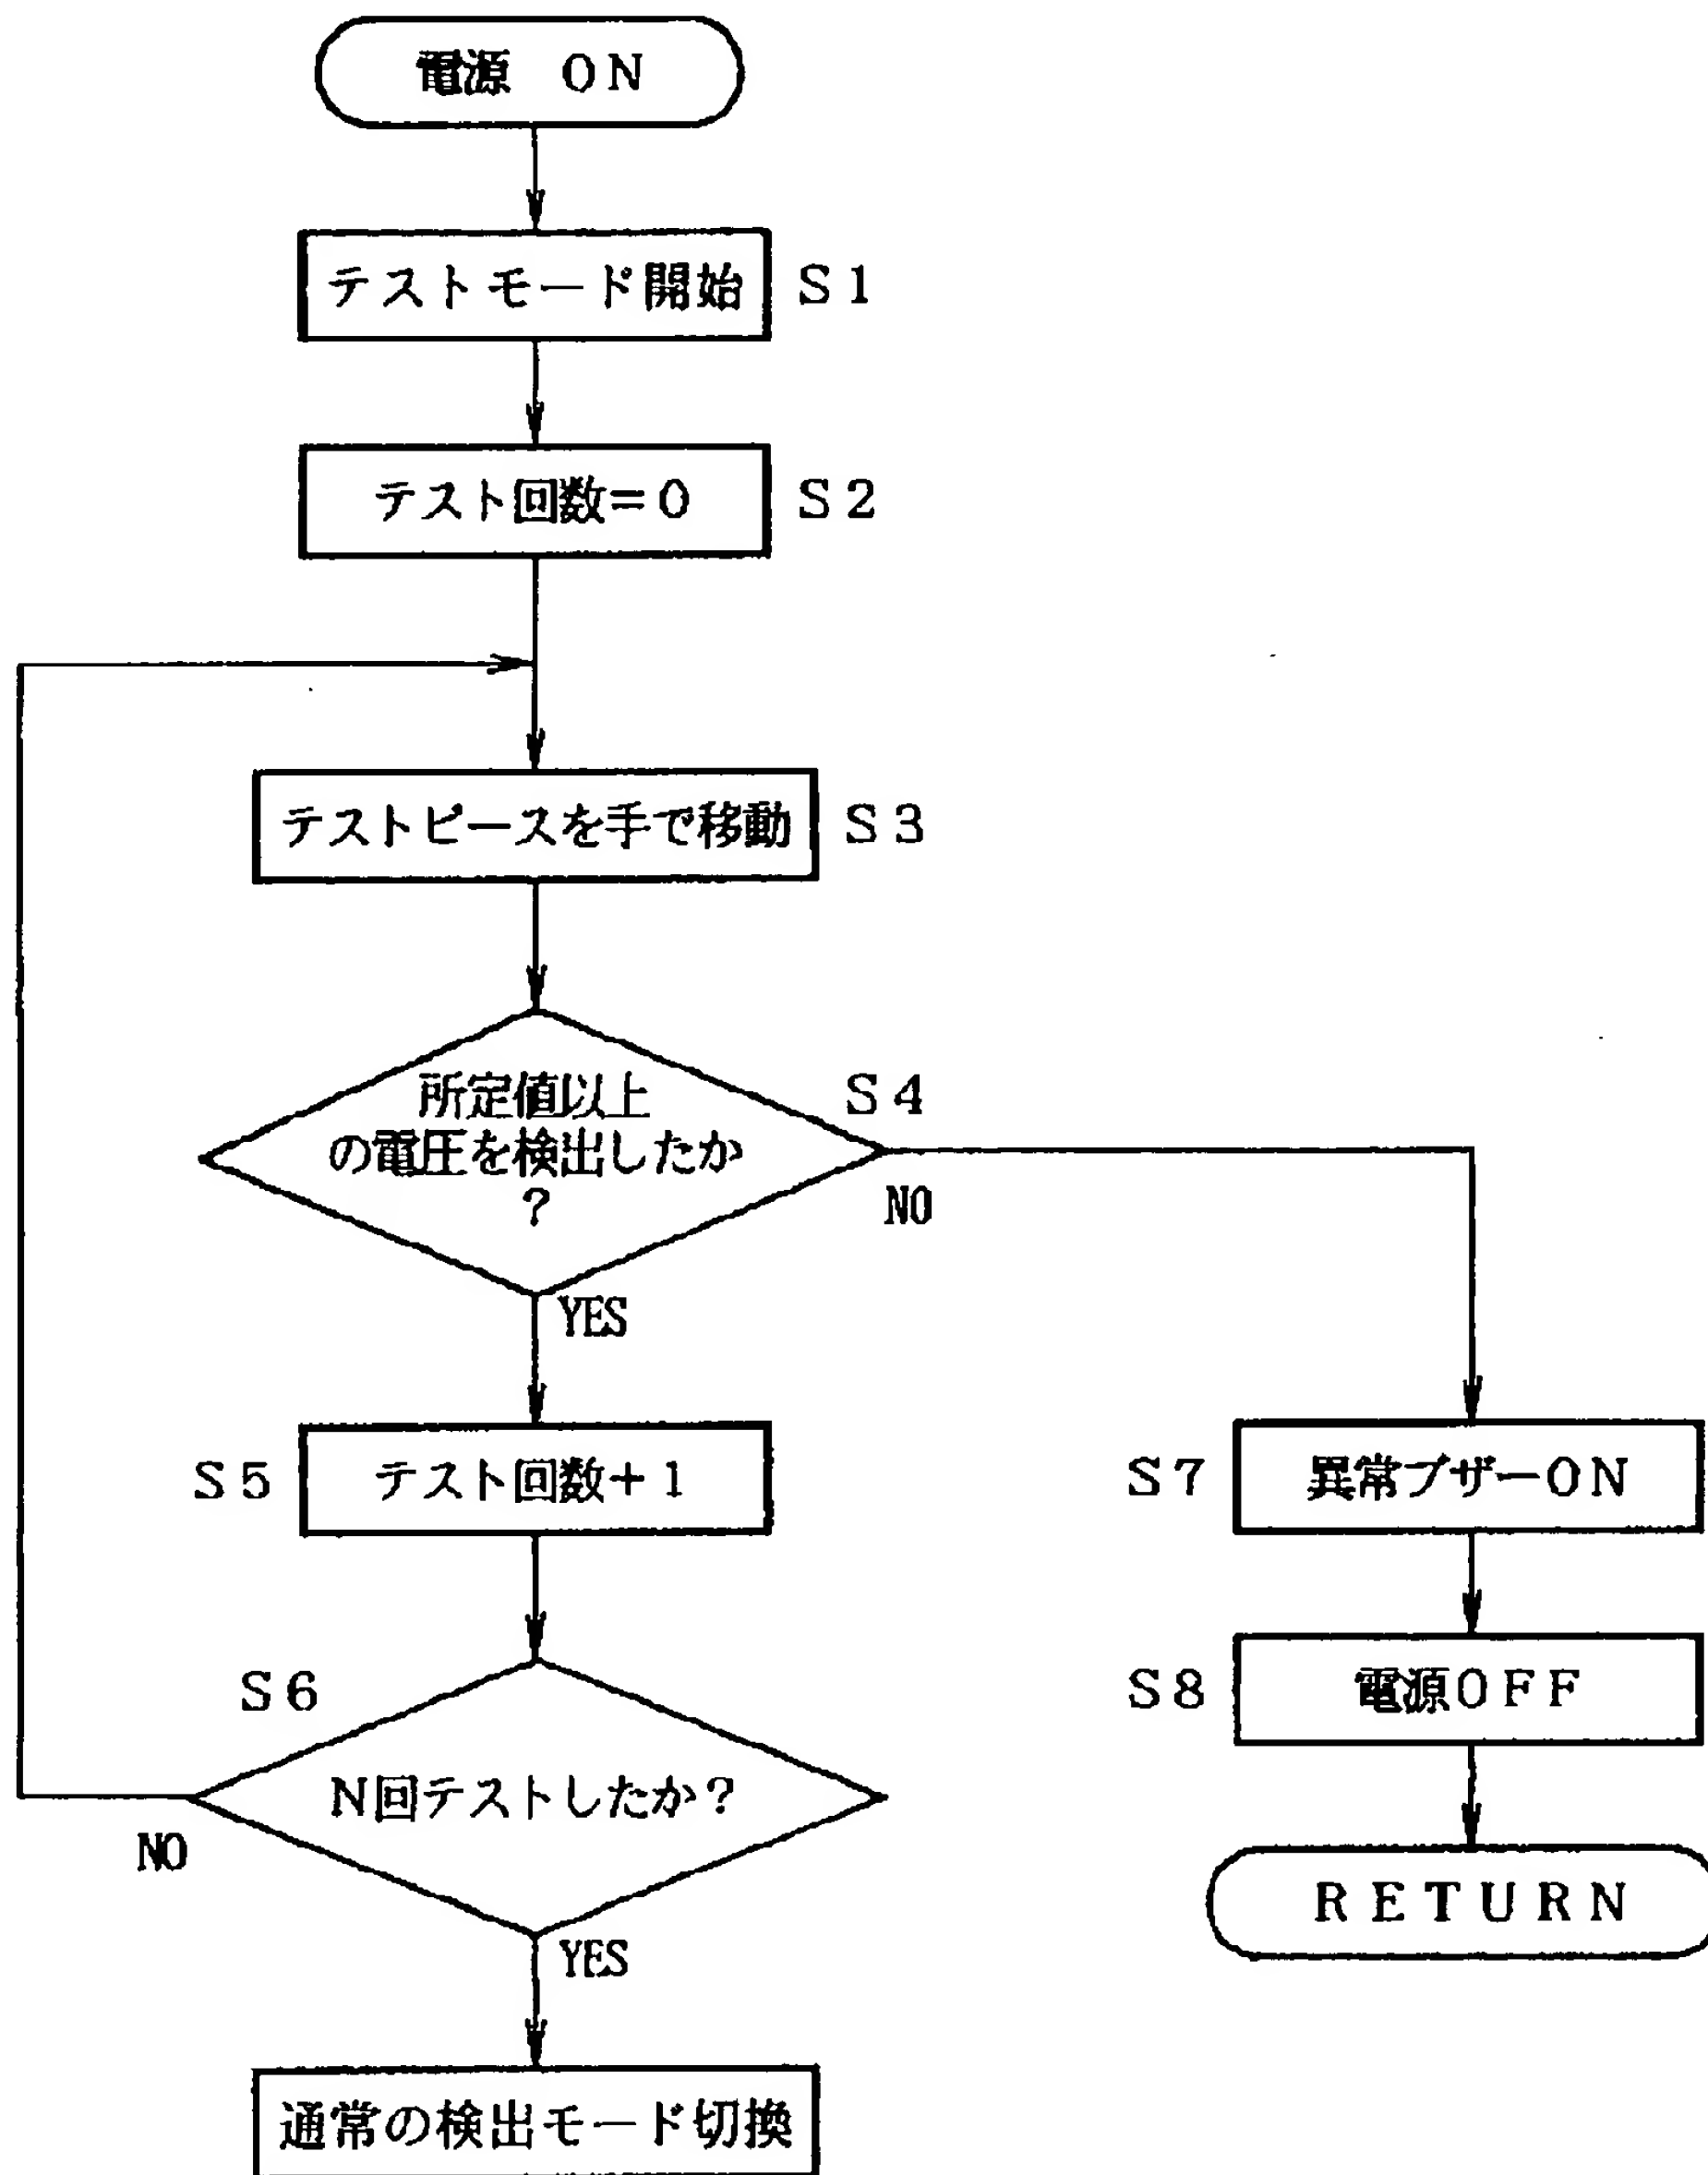 電源 ON
テストモード開始 S1
テスト回数=0 S2
テストピースを手で移動 S3
所定値以上
の電圧を検出したか
?
S4
NO
YES
S5 テスト回数+1
S6
N回テストしたか?
NO
YES
通常の検出モード切換
S7 異常ブザーON
S8 電源OFF
RETURN